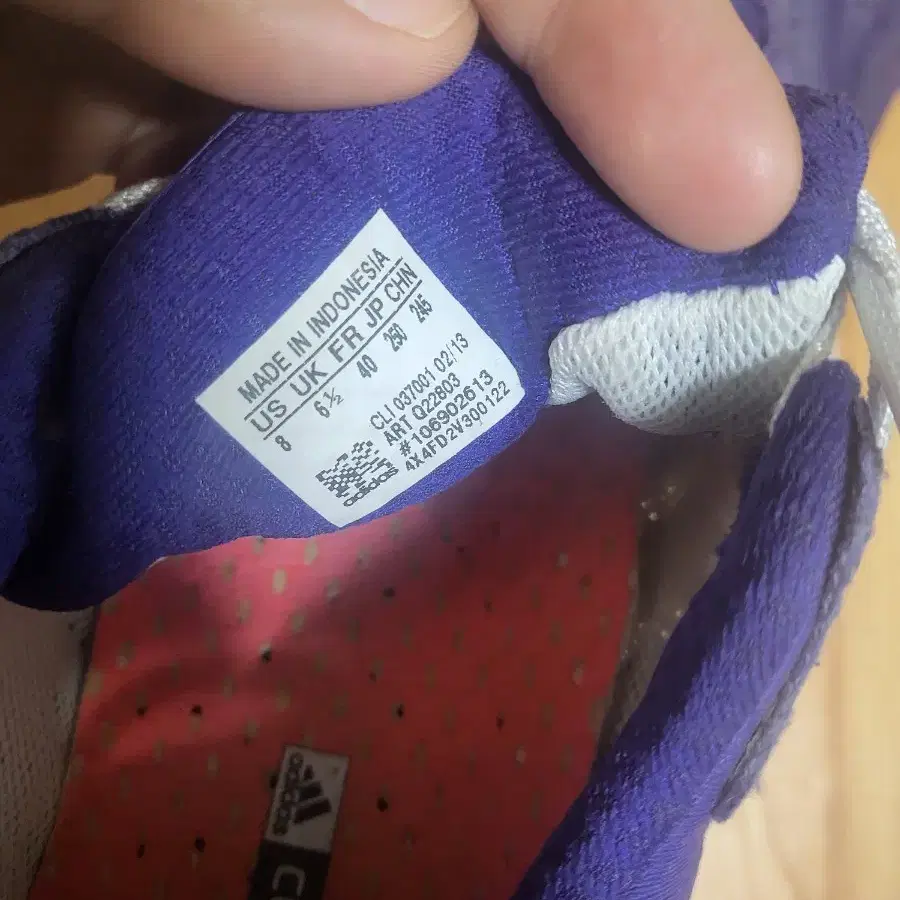 MADE IN INDONESIA
US UK FR JP CHN
8 6½ 40 250 245
CLI 037001 02/13
ART Q22803
#106902613
4X4FD2V300122
adidas
adidas